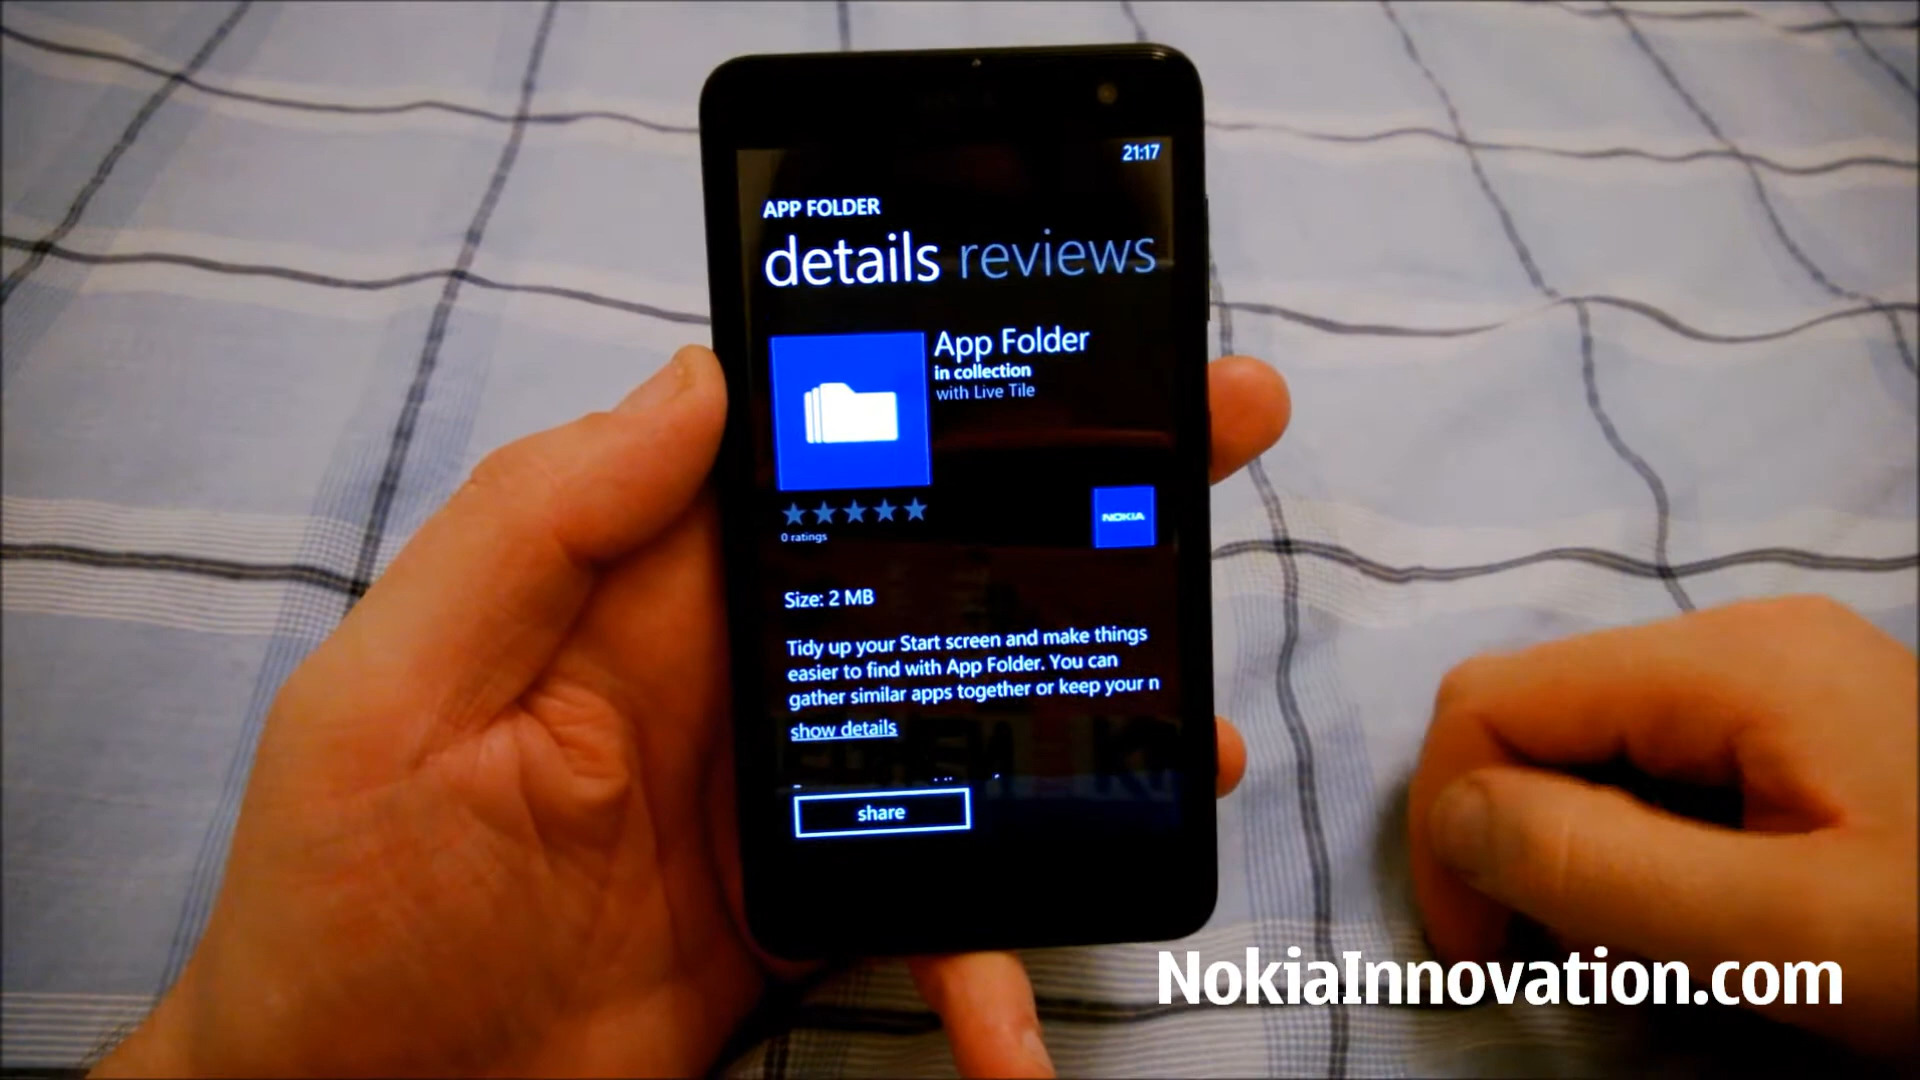 21:17
APP FOLDER
details reviews
App Folder
in collection
with Live Tile
0 ratings
NOKIA
Size: 2 MB
Tidy up your Start screen and make things
easier to find with App Folder. You can
gather similar apps together or keep your n
show details
share
NokiaInnovation.com